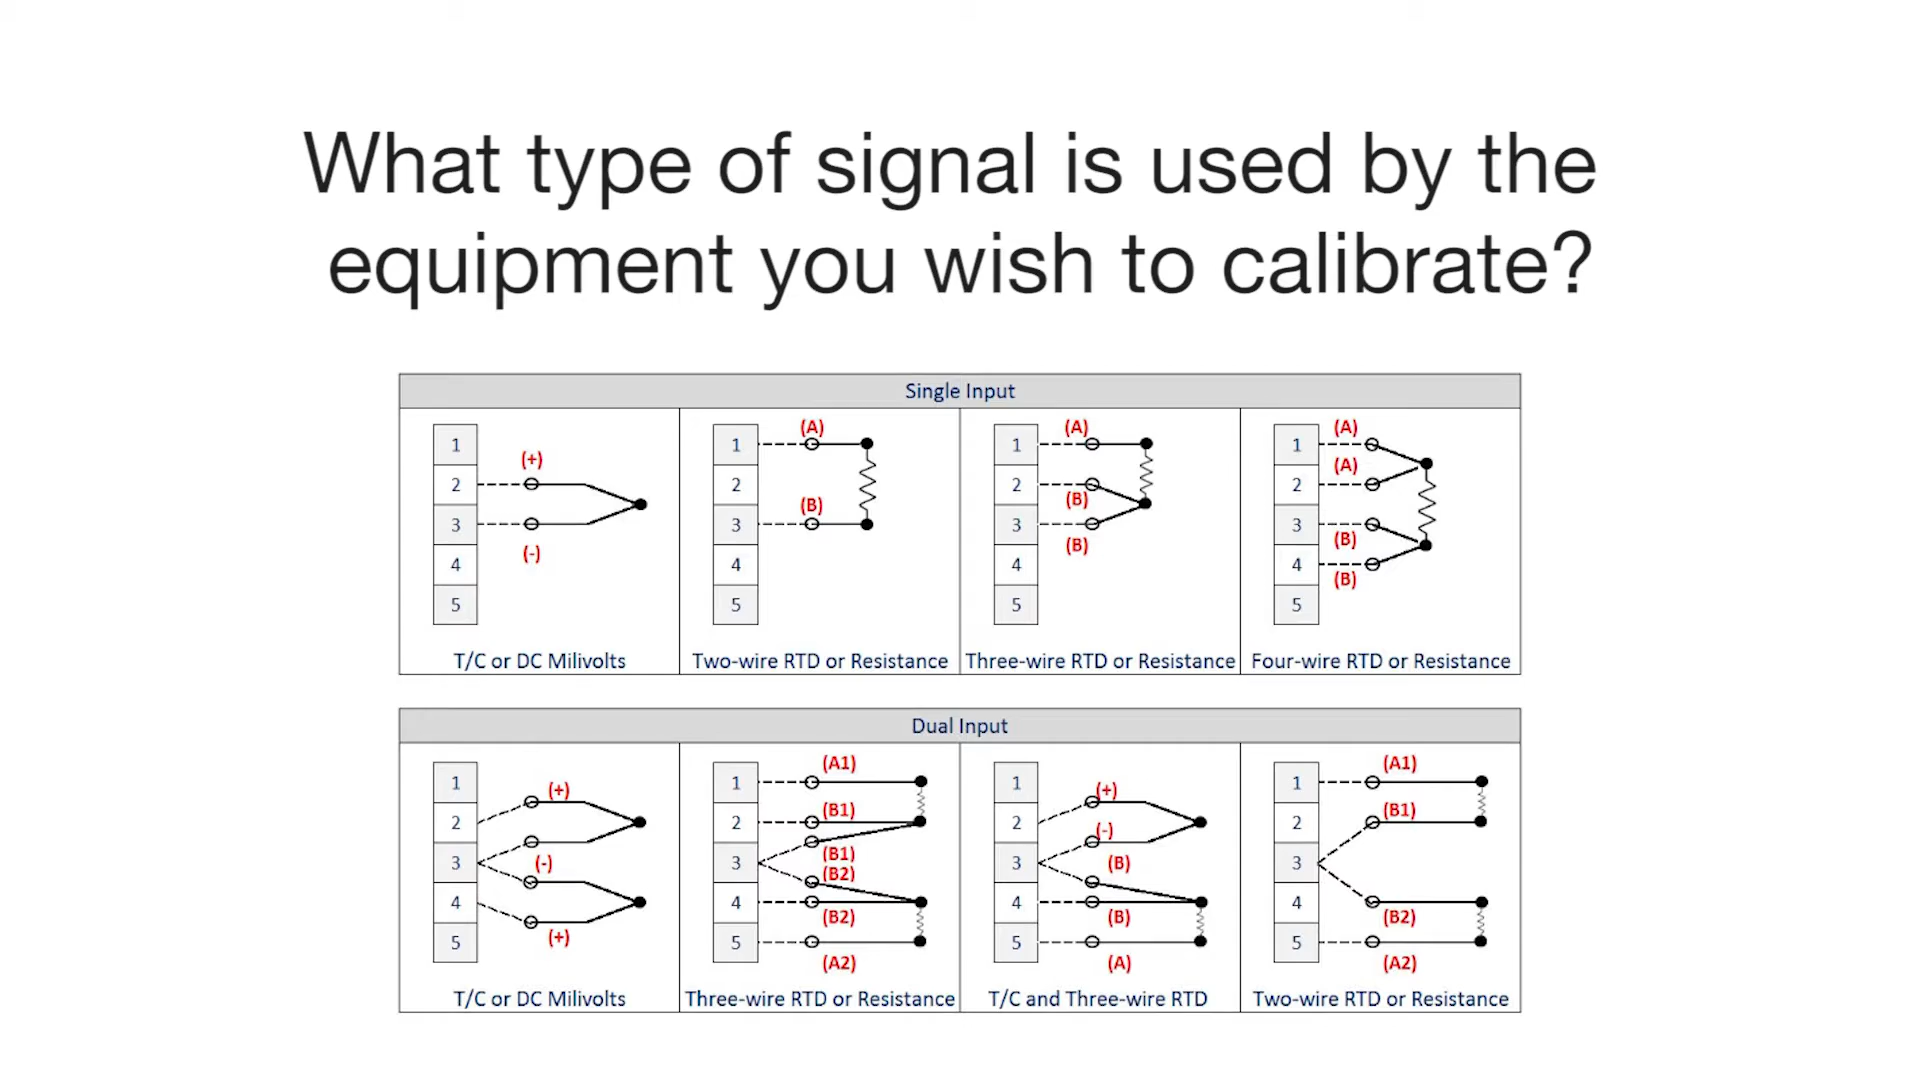 What type of signal is used by the
equipment you wish to calibrate?
Single Input
1
2
3
4
5
(+)
(-)
T/C or DC Milivolts
1
2
3
4
5
(A)
(B)
Two-wire RTD or Resistance
1
2
3
4
5
(A)
(B)
(B)
Three-wire RTD or Resistance
1
2
3
4
5
(A)
(A)
(B)
(B)
Four-wire RTD or Resistance
Dual Input
1
2
3
4
5
(+)
(-)
(+)
T/C or DC Milivolts
1
2
3
4
5
(A1)
(B1)
(B1)
(B2)
(B2)
(A2)
Three-wire RTD or Resistance
1
2
3
4
5
(+)
(-)
(B)
(B)
(A)
T/C and Three-wire RTD
1
2
3
4
5
(A1)
(B1)
(B2)
(A2)
Two-wire RTD or Resistance